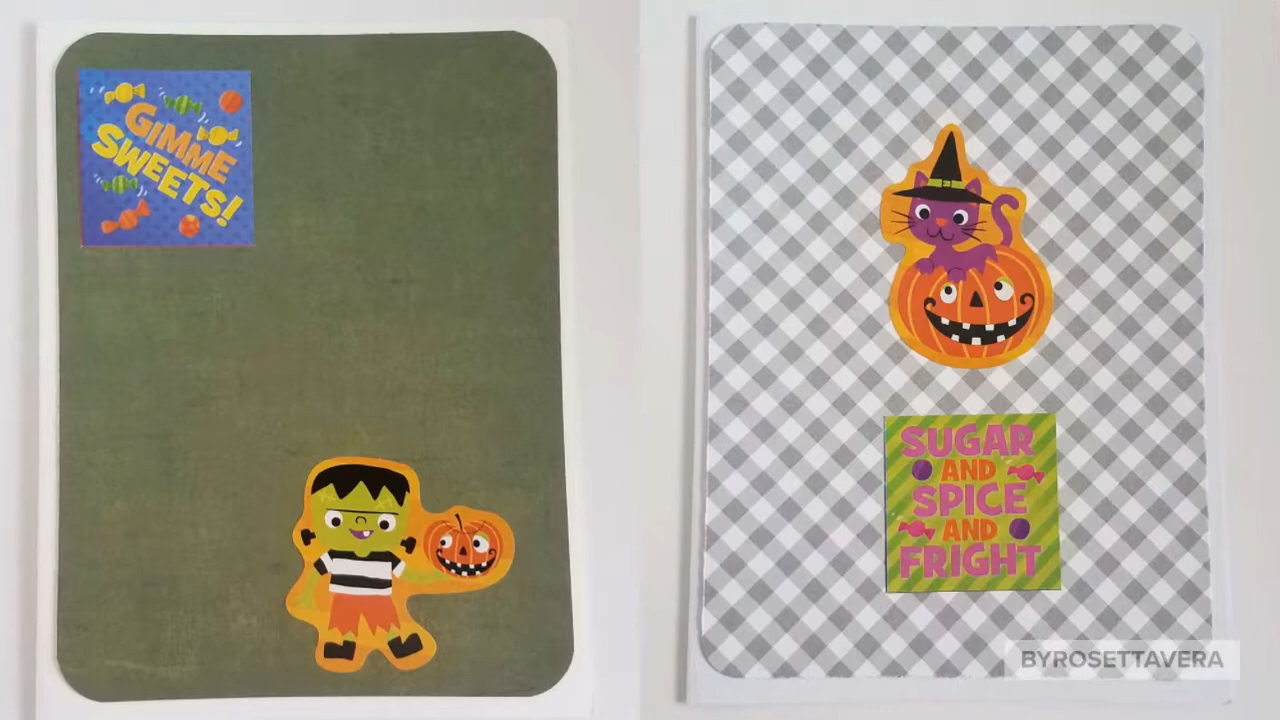 GIMME
SWEETS!
SUGAR
AND
SPICE
AND
FRIGHT
BYROSETTAVERA